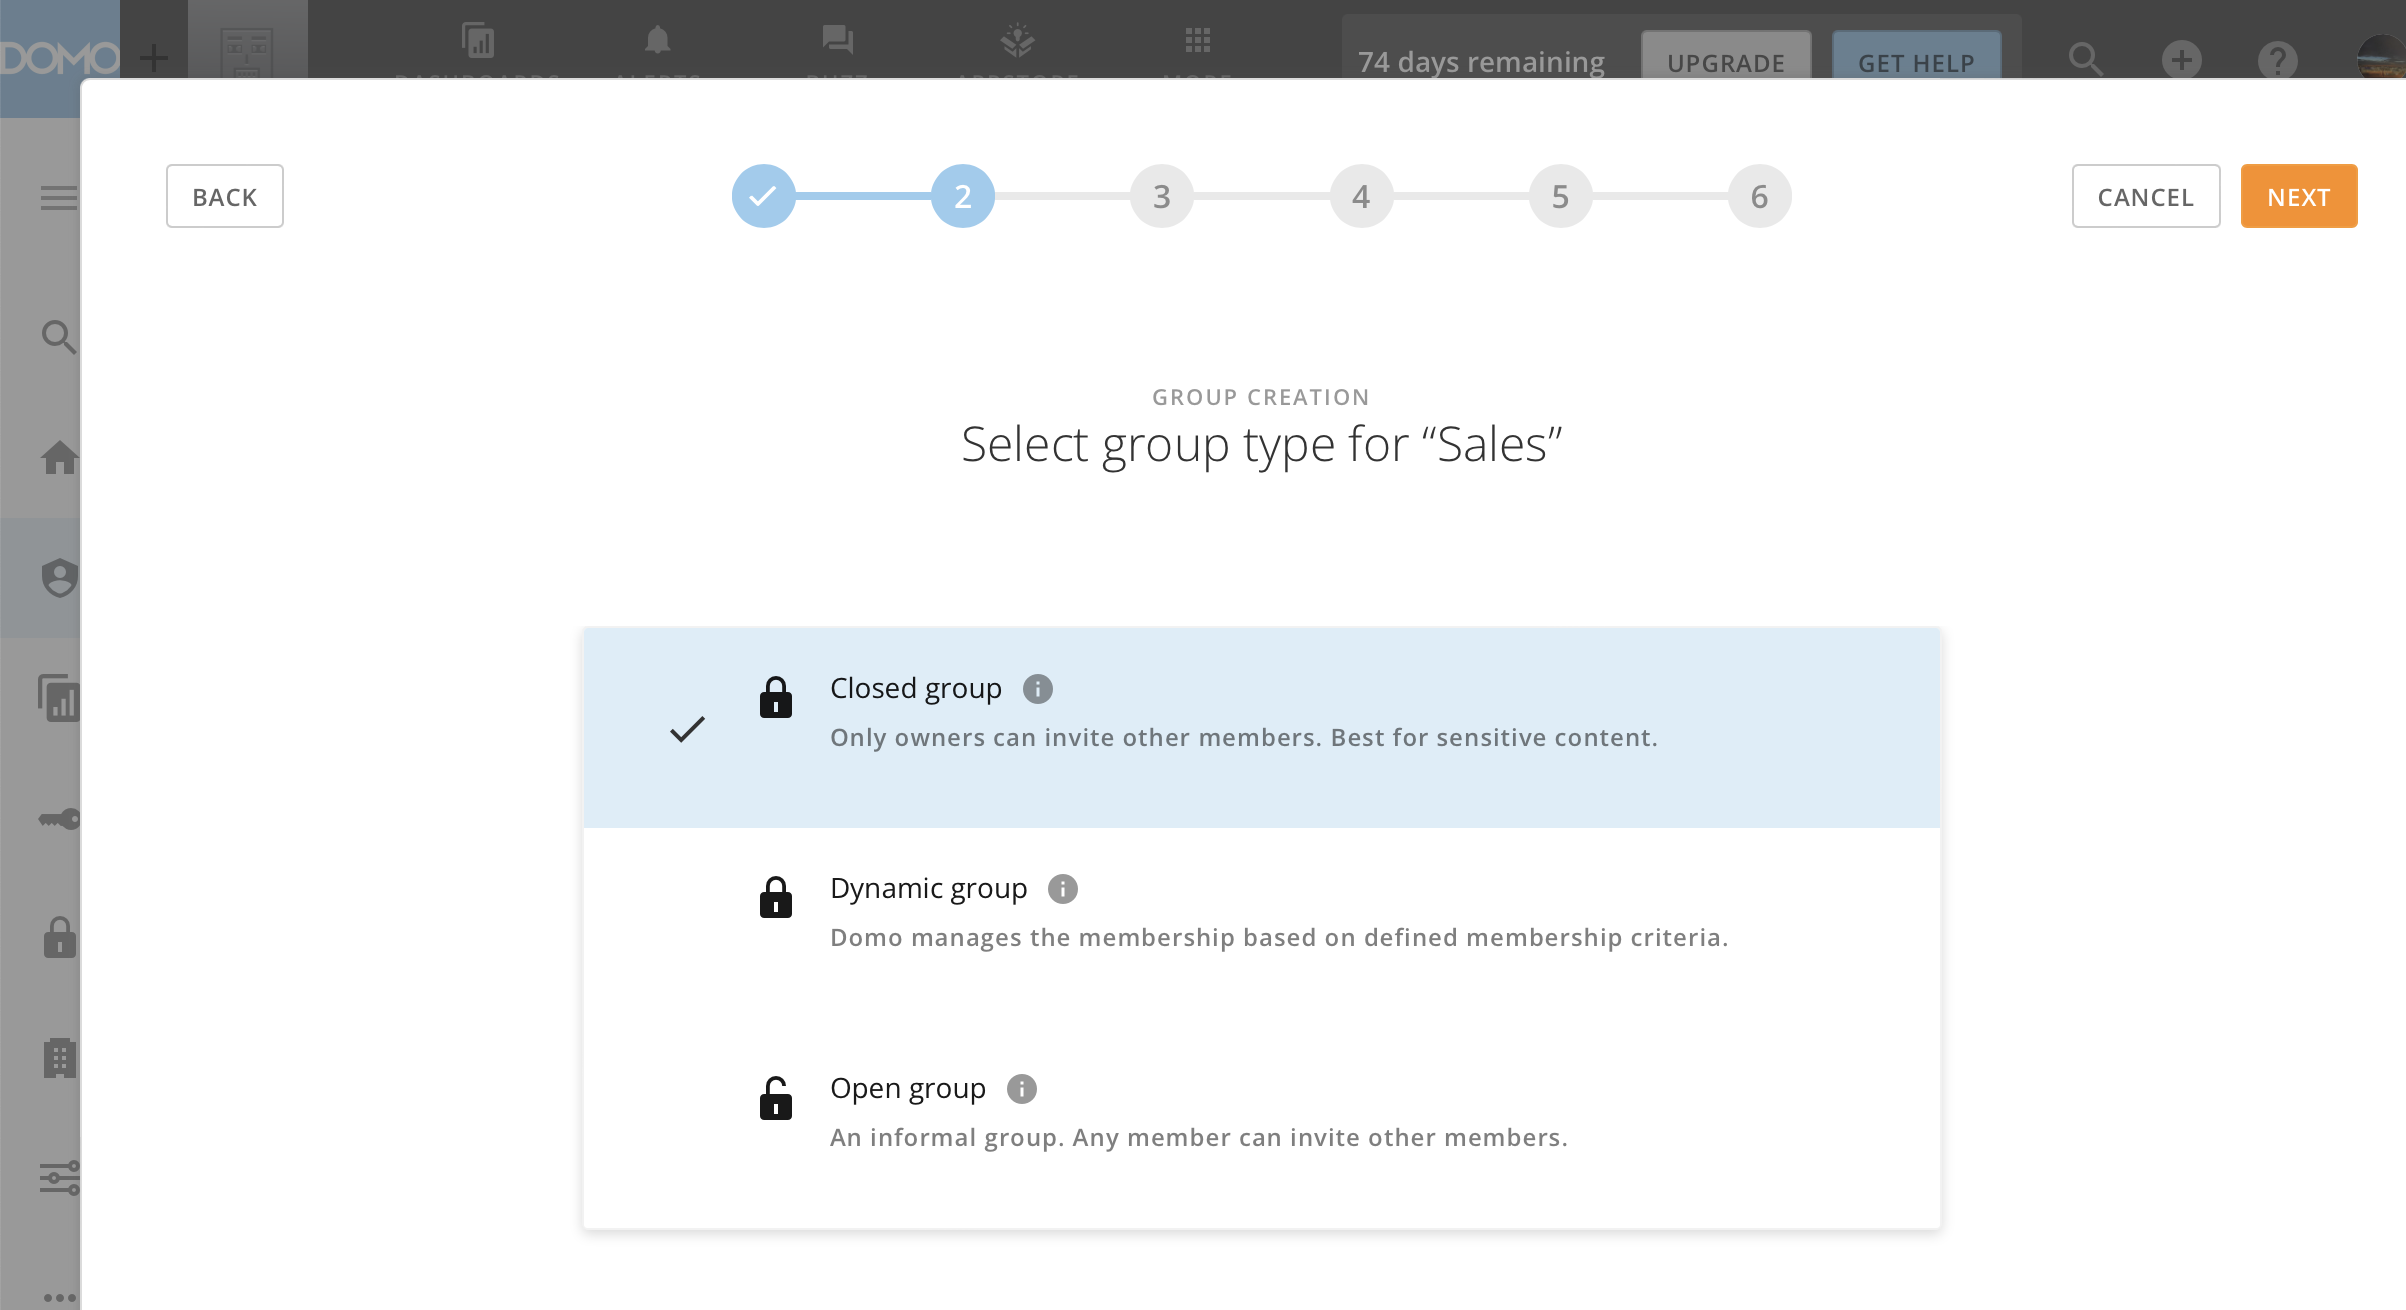 DOMO
74 days remaining
UPGRADE
GET HELP
BACK
2
3
4
5
6
CANCEL
NEXT
GROUP CREATION
Select group type for “Sales”
Closed group
Only owners can invite other members. Best for sensitive content.
Dynamic group
Domo manages the membership based on defined membership criteria.
Open group
An informal group. Any member can invite other members.